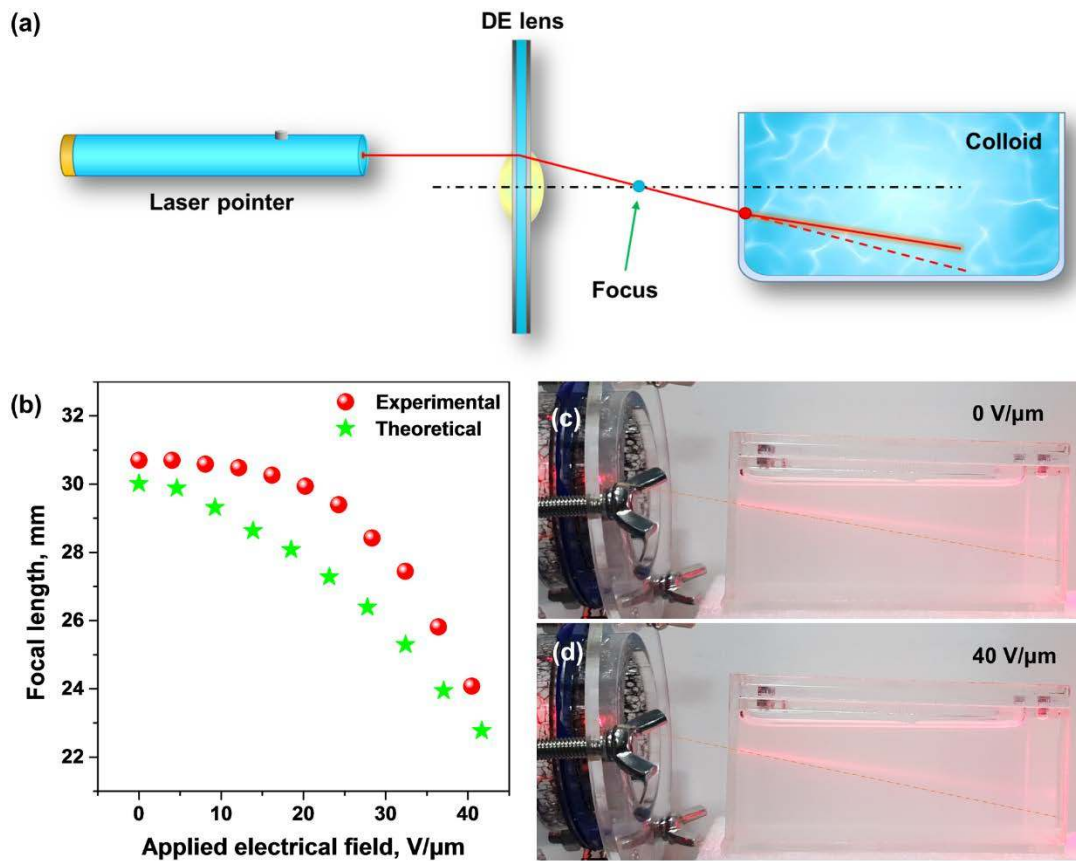 (a)
DE lens
Laser pointer
Focus
Colloid
(b)
Experimental
Theoretical
32
30
28
26
24
22
0
10
20
30
40
Focal length, mm
Applied electrical field, V/µm
(c)
0 V/µm
(d)
40 V/µm